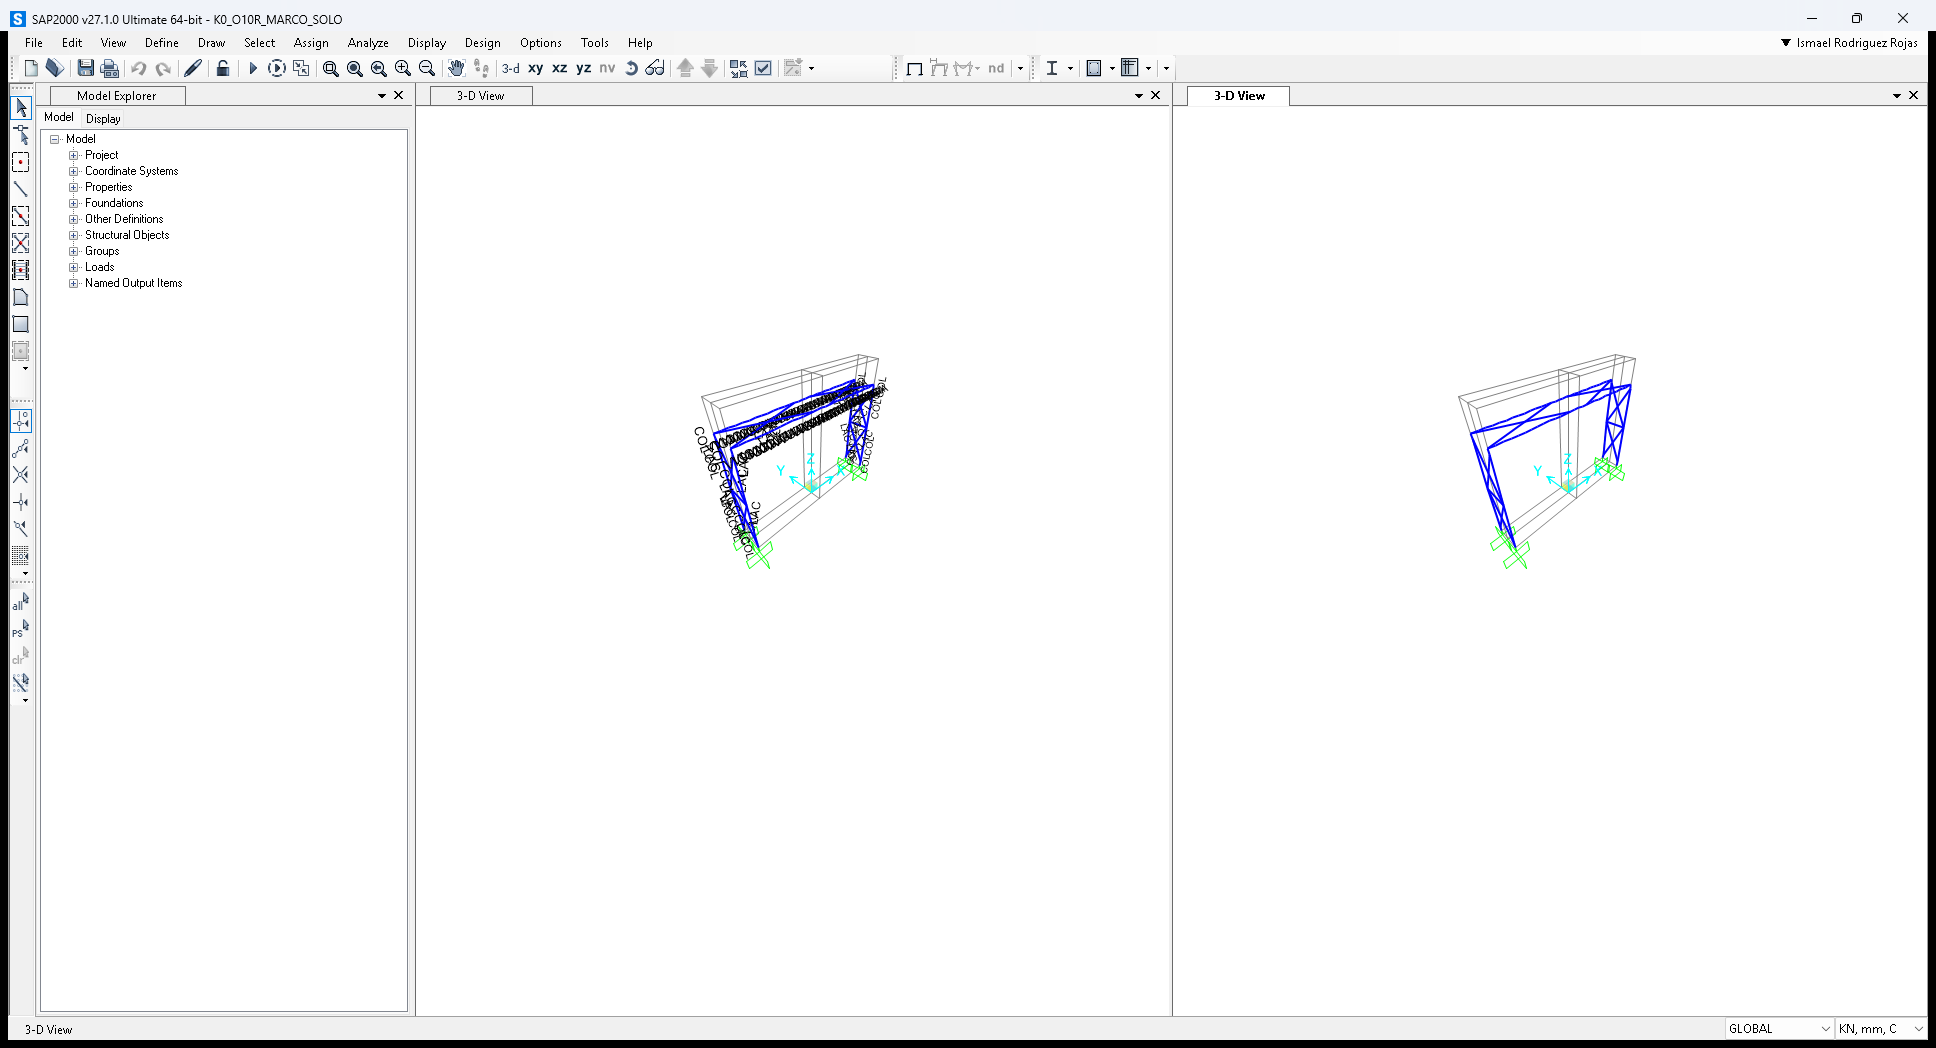 SAP2000 v27.1.0 Ultimate 64-bit - K0_O10R_MARCO_SOLO
File Edit View Define Draw Select Assign Analyze Display Design Options Tools Help
Ismael Rodriguez Rojas
3-d xy xz yz nv
nd
Model Explorer
3-D View
3-D View
Model Display
Model
Project
Coordinate Systems
Properties
Foundations
Other Definitions
Structural Objects
Groups
Loads
Named Output Items
all
PS
clr
LAC
COL
Z
Y
Z
Y
X
3-D View
GLOBAL
KN, mm, C